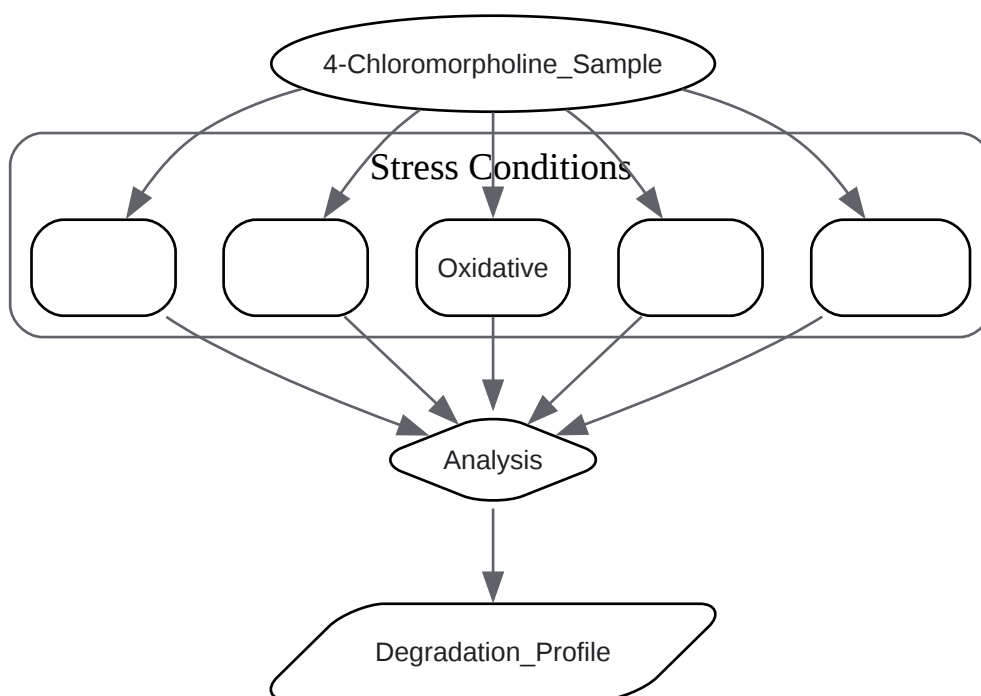 4-Chloromorpholine_Sample
Stress Conditions
Oxidative
Analysis
Degradation_Profile